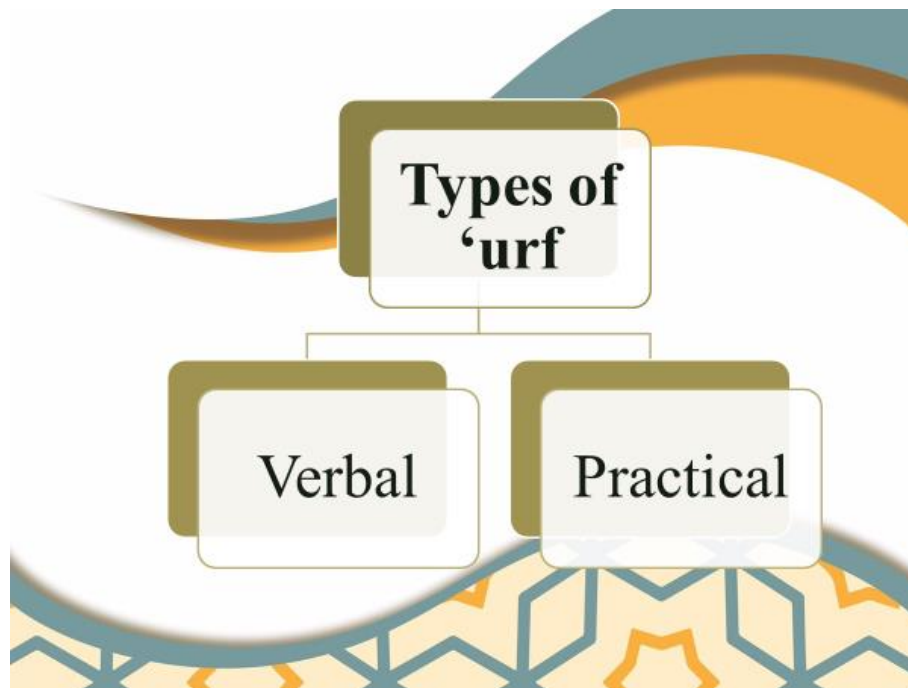 Types of
‘urf
Verbal
Practical